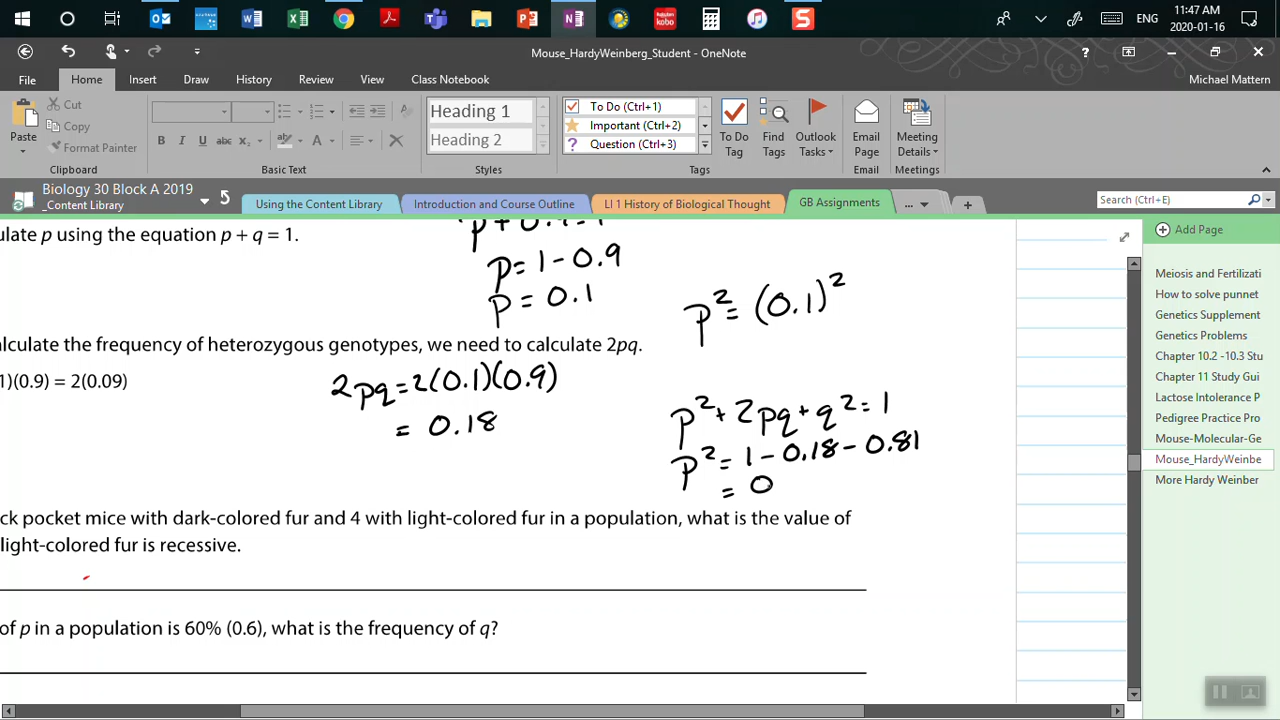 ENG
11:47 AM
2020-01-16
Mouse_HardyWeinberg_Student - OneNote
File Home Insert Draw History Review View Class Notebook
Michael Mattern
Paste
Cut
Copy
Format Painter
Clipboard
B I U abc X₂ A
Basic Text
Heading 1
Heading 2
Styles
To Do (Ctrl+1)
Important (Ctrl+2)
Question (Ctrl+3)
To Do Tag
Find Tags
Outlook Tasks
Tags
Email Page
Email
Meeting Details
Meetings
Biology 30 Block A 2019
_Content Library
Using the Content Library
Introduction and Course Outline
LI 1 History of Biological Thought
GB Assignments
...
Search (Ctrl+E)
Add Page
Meiosis and Fertilizati
How to solve punnet
Genetics Supplement
Genetics Problems
Chapter 10.2 -10.3 Stu
Chapter 11 Study Gui
Lactose Intolerance P
Pedigree Practice Pro
Mouse-Molecular-Ge
Mouse_HardyWeinbe
More Hardy Weinber
p + 0.9 = 1
ulate p using the equation p + q = 1.
p = 1 - 0.9
p = 0.1
p² = (0.1)²
alculate the frequency of heterozygous genotypes, we need to calculate 2pq.
1)(0.9) = 2(0.09)
2pq = 2(0.1)(0.9)
= 0.18
p² + 2pq + q² = 1
p² = 1 - 0.18 - 0.81
= 0
ck pocket mice with dark-colored fur and 4 with light-colored fur in a population, what is the value of
light-colored fur is recessive.
of p in a population is 60% (0.6), what is the frequency of q?